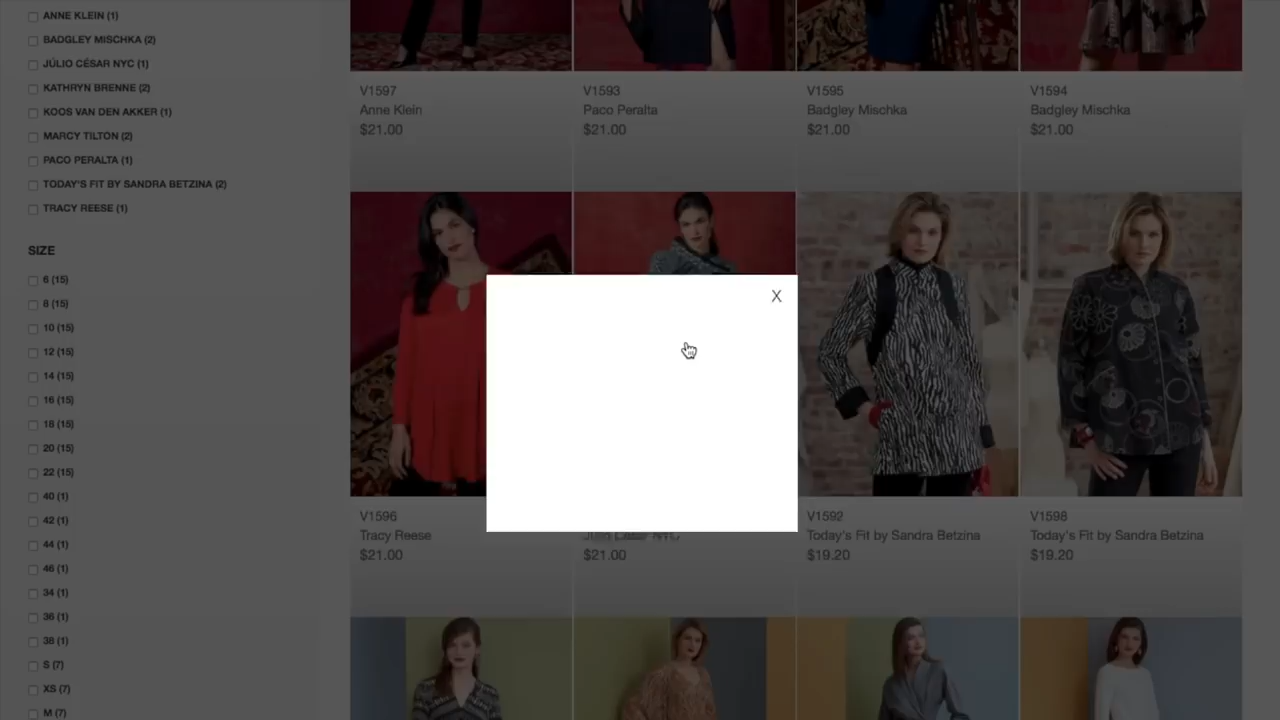 ANNE KLEIN (1)
BADGLEY MISCHKA (2)
JÚLIO CÉSAR NYC (1)
KATHRYN BRENNE (2)
KOOS VAN DEN AKKER (1)
MARCY TILTON (2)
PACO PERALTA (1)
TODAY'S FIT BY SANDRA BETZINA (2)
TRACY REESE (1)
SIZE
6 (15)
8 (15)
10 (15)
12 (15)
14 (15)
16 (15)
18 (15)
20 (15)
22 (15)
40 (1)
42 (1)
44 (1)
46 (1)
34 (1)
36 (1)
38 (1)
S (7)
XS (7)
M (7)
V1597
Anne Klein
$21.00
V1593
Paco Peralta
$21.00
V1595
Badgley Mischka
$21.00
V1594
Badgley Mischka
$21.00
X
V1596
Tracy Reese
$21.00
$21.00
V1592
Today's Fit by Sandra Betzina
$19.20
V1598
Today's Fit by Sandra Betzina
$19.20